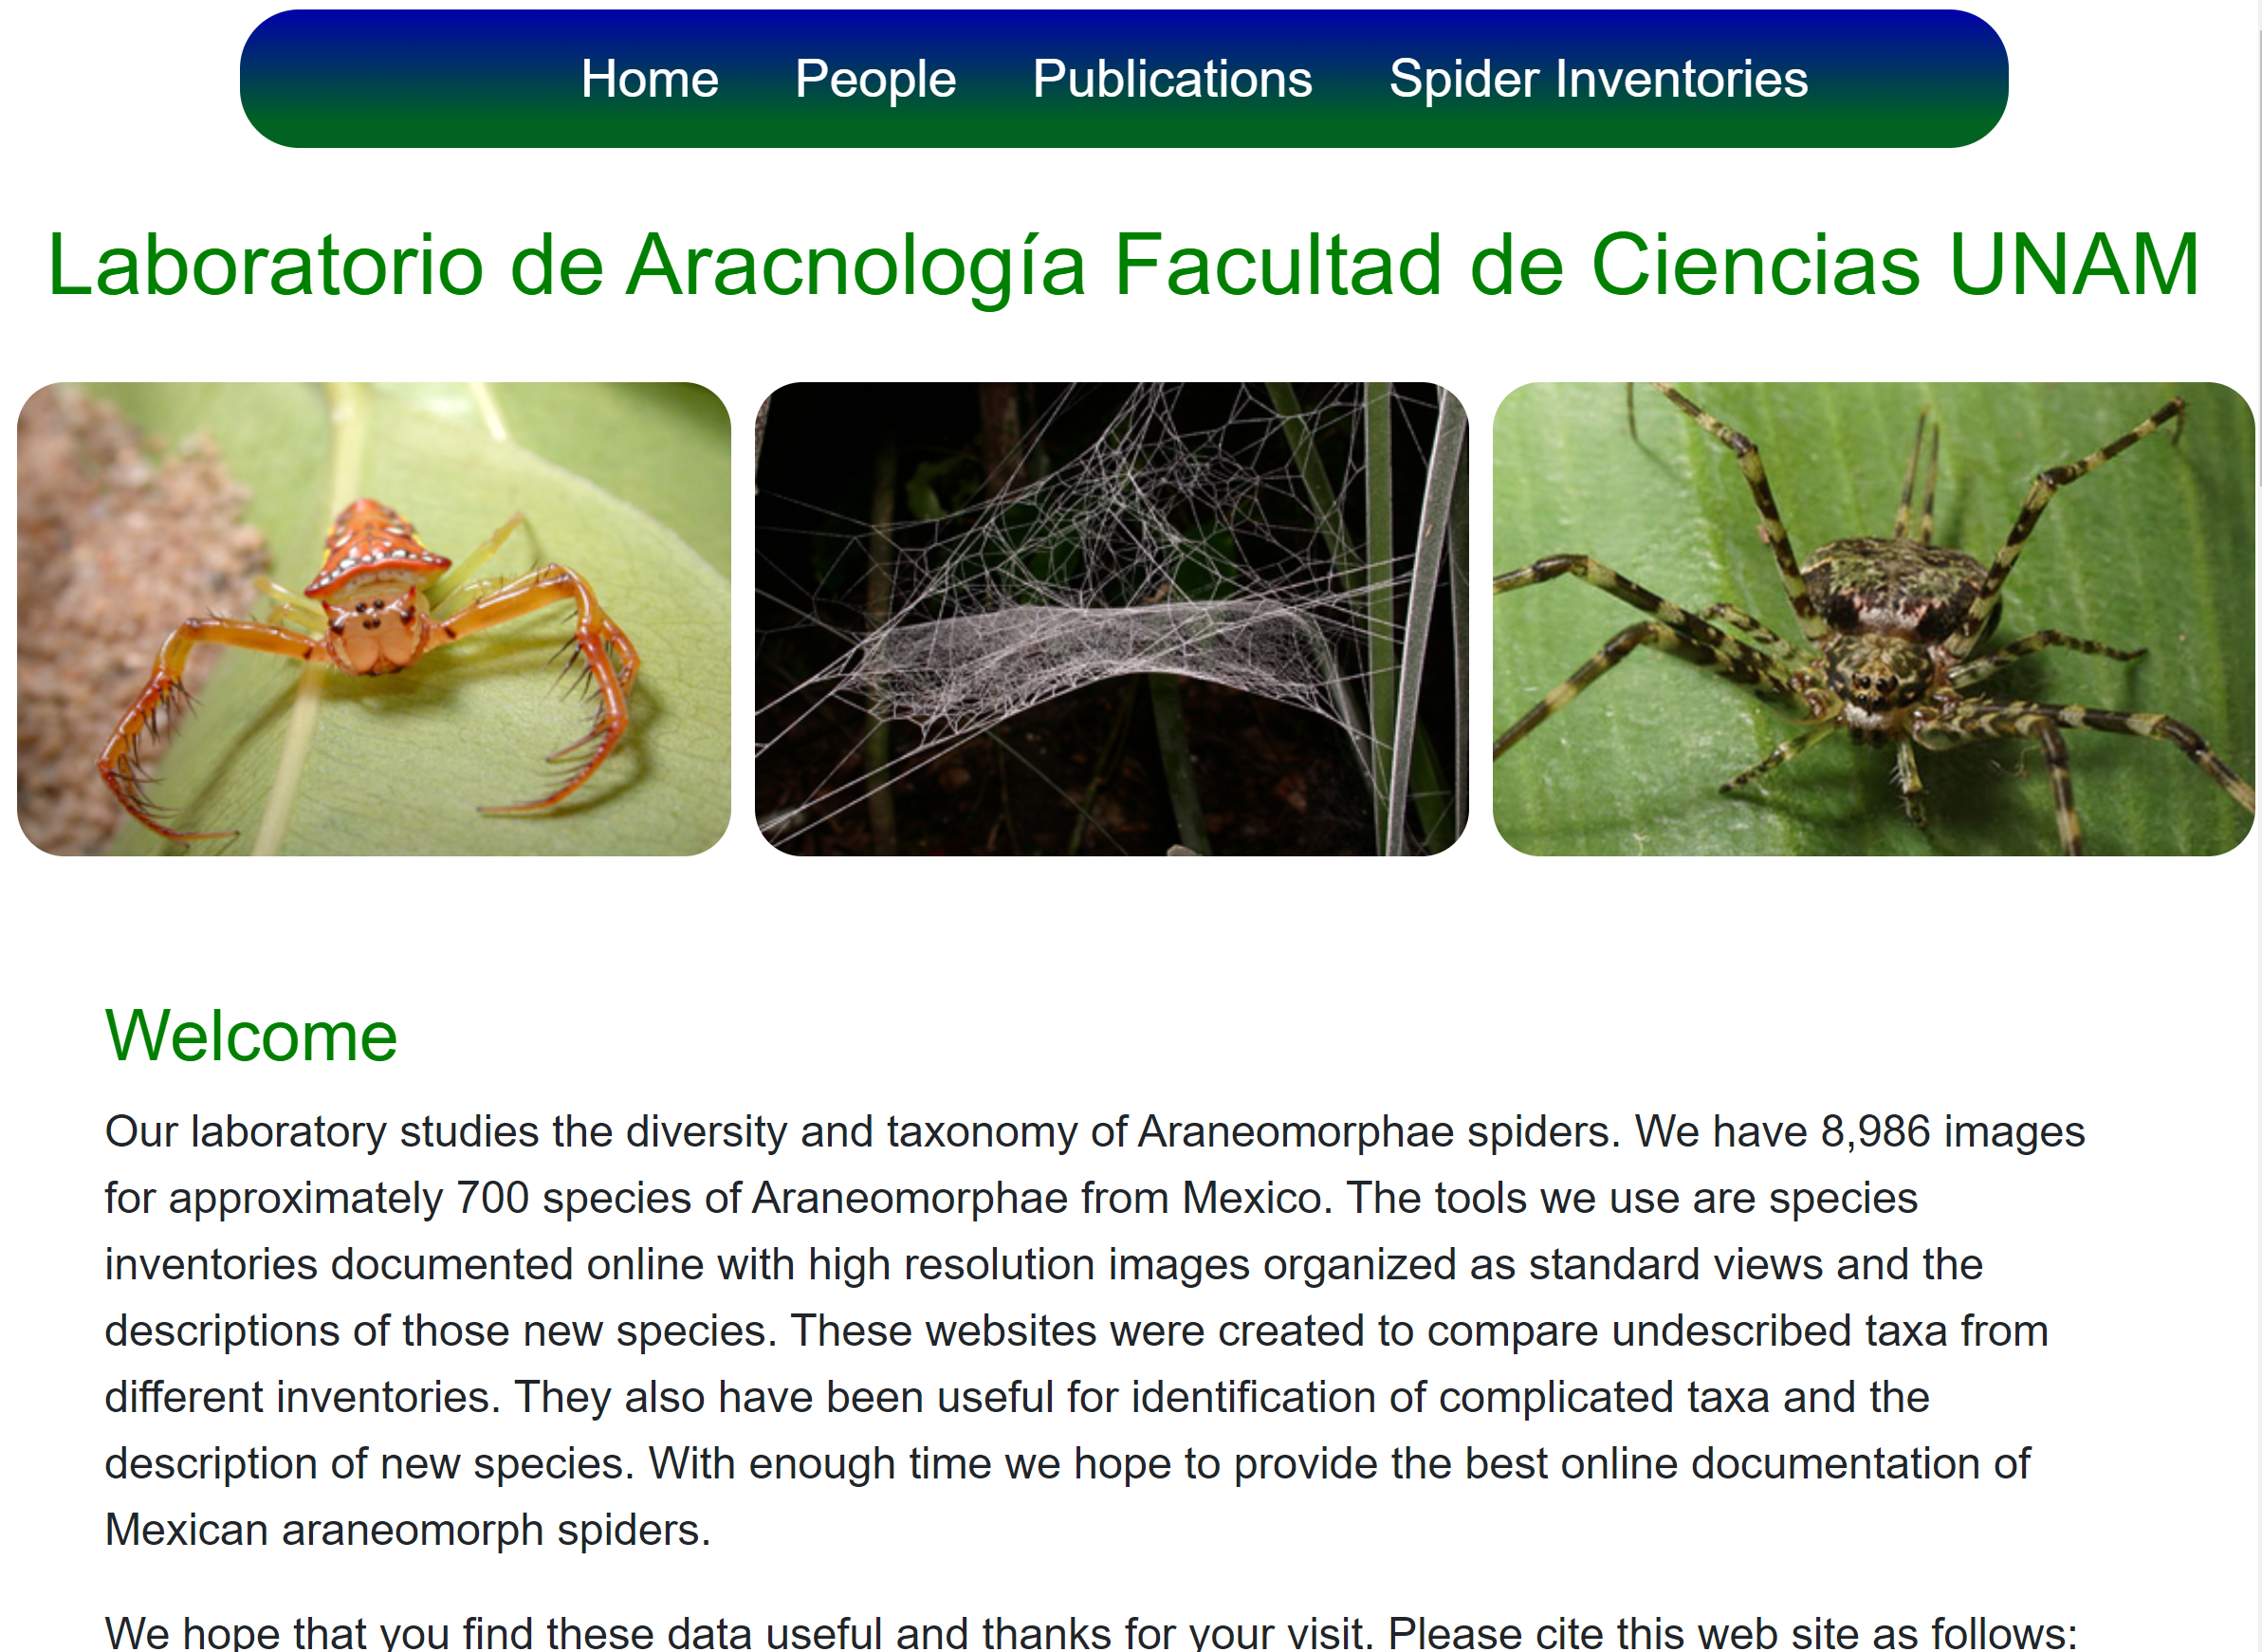 Home People Publications Spider Inventories
Laboratorio de Aracnología Facultad de Ciencias UNAM
Welcome
Our laboratory studies the diversity and taxonomy of Araneomorphae spiders. We have 8,986 images
for approximately 700 species of Araneomorphae from Mexico. The tools we use are species
inventories documented online with high resolution images organized as standard views and the
descriptions of those new species. These websites were created to compare undescribed taxa from
different inventories. They also have been useful for identification of complicated taxa and the
description of new species. With enough time we hope to provide the best online documentation of
Mexican araneomorph spiders.
We hope that you find these data useful and thanks for your visit. Please cite this web site as follows: